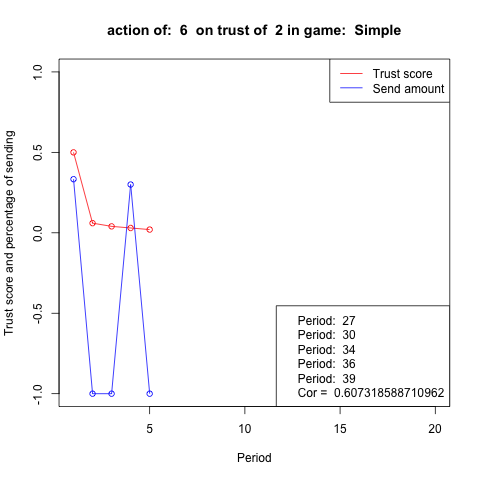 action of:  6  on trust of  2 in game:  Simple
Trust score
Send amount
Trust score and percentage of sending
1.0
0.5
0.0
-0.5
-1.0
Period:  27
Period:  30
Period:  34
Period:  36
Period:  39
Cor =  0.607318588710962
5
10
15
20
Period